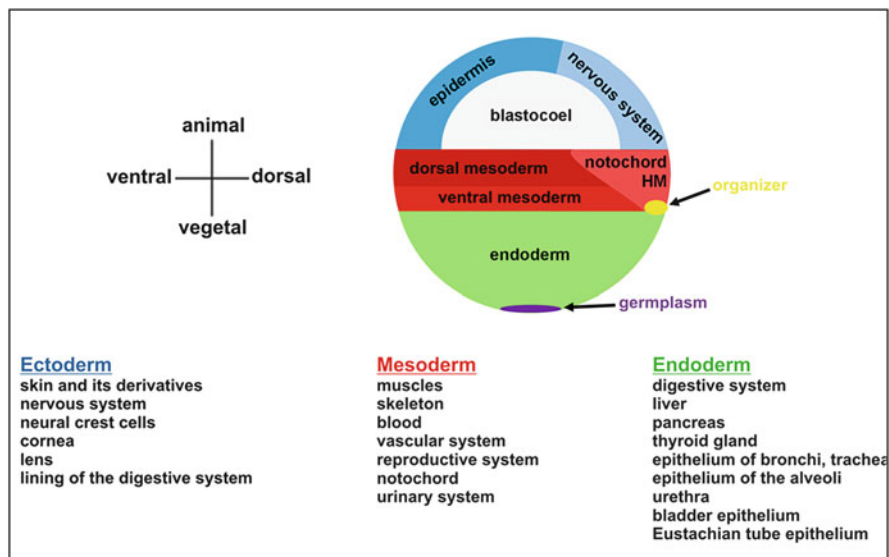 animal
ventral
dorsal
vegetal
epidermis
nervous system
blastocoel
dorsal mesoderm
notochord
HM
ventral mesoderm
organizer
endoderm
germplasm
Ectoderm
skin and its derivatives
nervous system
neural crest cells
cornea
lens
lining of the digestive system
Mesoderm
muscles
skeleton
blood
vascular system
reproductive system
notochord
urinary system
Endoderm
digestive system
liver
pancreas
thyroid gland
epithelium of bronchi, trachea
epithelium of the alveoli
urethra
bladder epithelium
Eustachian tube epithelium